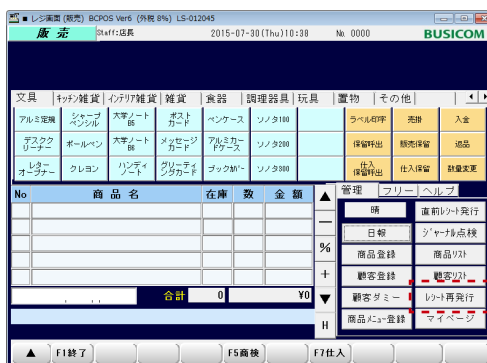 レジ画面 (販売) BCPOS Ver6 (外税 8%) LS-012045
販 売 Staff:店長 2015-07-30(Thu)10:38 No. 0000 BUSICOM
文具 キッチン雑貨 インテリア雑貨 雑貨 食器 調理器具 玩具 置物 その他
アルミ定規 シャープペンシル 大学ノートB5 ポストカード ペンケース ソノタ100 ラベル印字 売掛 入金
デスククリーナー ボールペン 大学ノートB6 メッセージカード アルミカードケース ソノタ200 保留呼出 販売保留 返品
レターオープナー クレヨン ハンディノート グリーティングカード ブックカバー ソノタ300 仕入保留呼出 仕入保留 数量変更
No 商 品 名 在庫 数 金 額 ▲ 管理 フリー ヘルプ
晴 直前レシート発行
日報 ジャーナル点検
% 商品登録 商品リスト
+ 顧客登録 顧客リスト
合計 0 ¥0 ▼ 顧客ダミー レシート再発行
H 商品メニュー登録 マイページ
▲ F1終了 F5商検 F7仕入